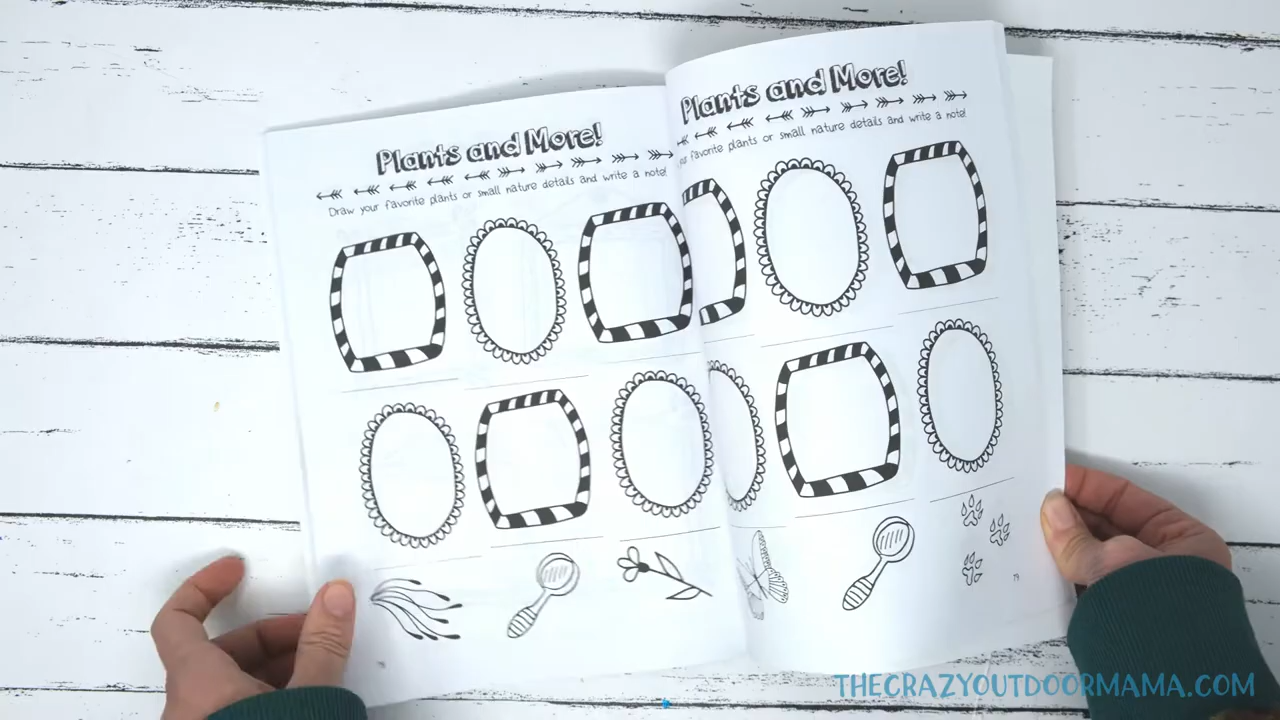 Plants and More!
Draw your favorite plants or small nature details and write a note!
Plants and More!
favorite plants or small nature details and write a note!
THECRAZYOUTDOORMAMA.COM